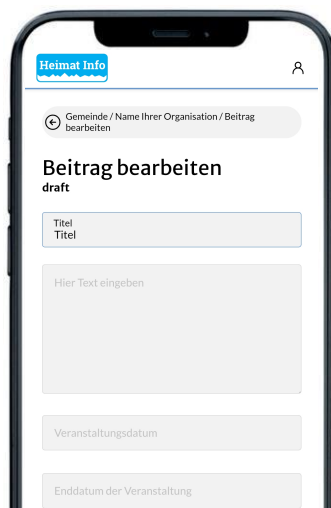 Heimat Info
Gemeinde / Name Ihrer Organisation / Beitrag
bearbeiten
Beitrag bearbeiten
draft
Titel
Titel
Hier Text eingeben
Veranstaltungsdatum
Enddatum der Veranstaltung